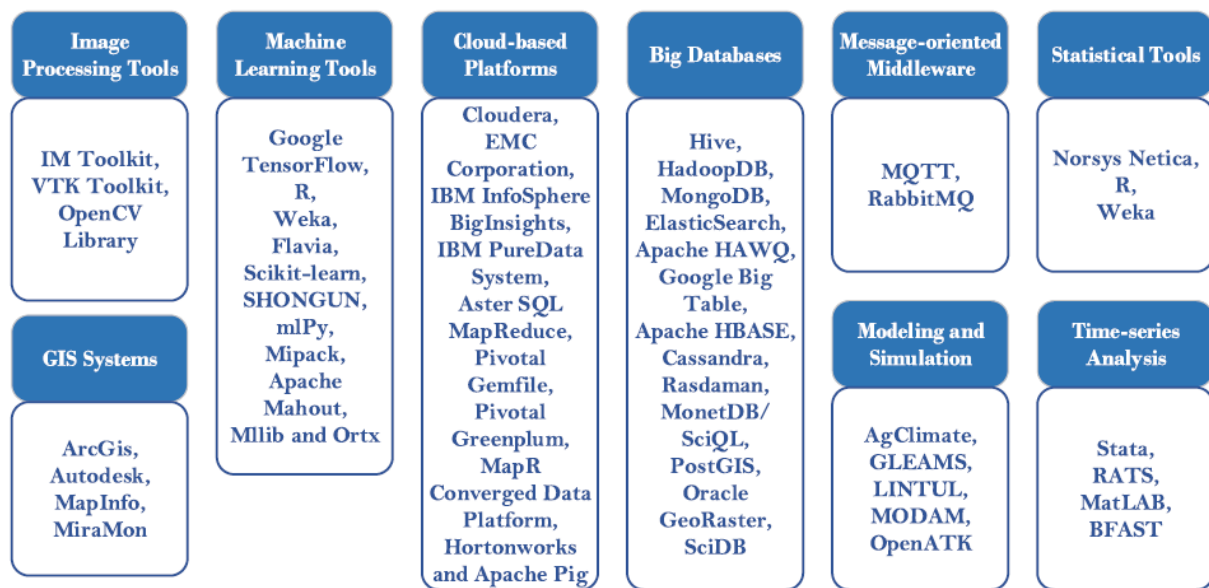 Image
Processing Tools
IM Toolkit,
VTK Toolkit,
OpenCV
Library
GIS Systems
ArcGis,
Autodesk,
MapInfo,
MiraMon
Machine
Learning Tools
Google
TensorFlow,
R,
Weka,
Flavia,
Scikit-learn,
SHONGUN,
mlPy,
Mipack,
Apache
Mahout,
Mllib and Ortx
Cloud-based
Platforms
Cloudera,
EMC
Corporation,
IBM InfoSphere
BigInsights,
IBM PureData
System,
Aster SQL
MapReduce,
Pivotal
Gemfile,
Pivotal
Greenplum,
MapR
Converged Data
Platform,
Hortonworks
and Apache Pig
Big Databases
Hive,
HadoopDB,
MongoDB,
ElasticSearch,
Apache HAWQ,
Google Big
Table,
Apache HBASE,
Cassandra,
Rasdaman,
MonetDB/
SciQL,
PostGIS,
Oracle
GeoRaster,
SciDB
Message-oriented
Middleware
MQTT,
RabbitMQ
Modeling and
Simulation
AgClimate,
GLEAMS,
LINTUL,
MODAM,
OpenATK
Statistical Tools
Norsys Netica,
R,
Weka
Time-series
Analysis
Stata,
RATS,
MatLAB,
BFAST